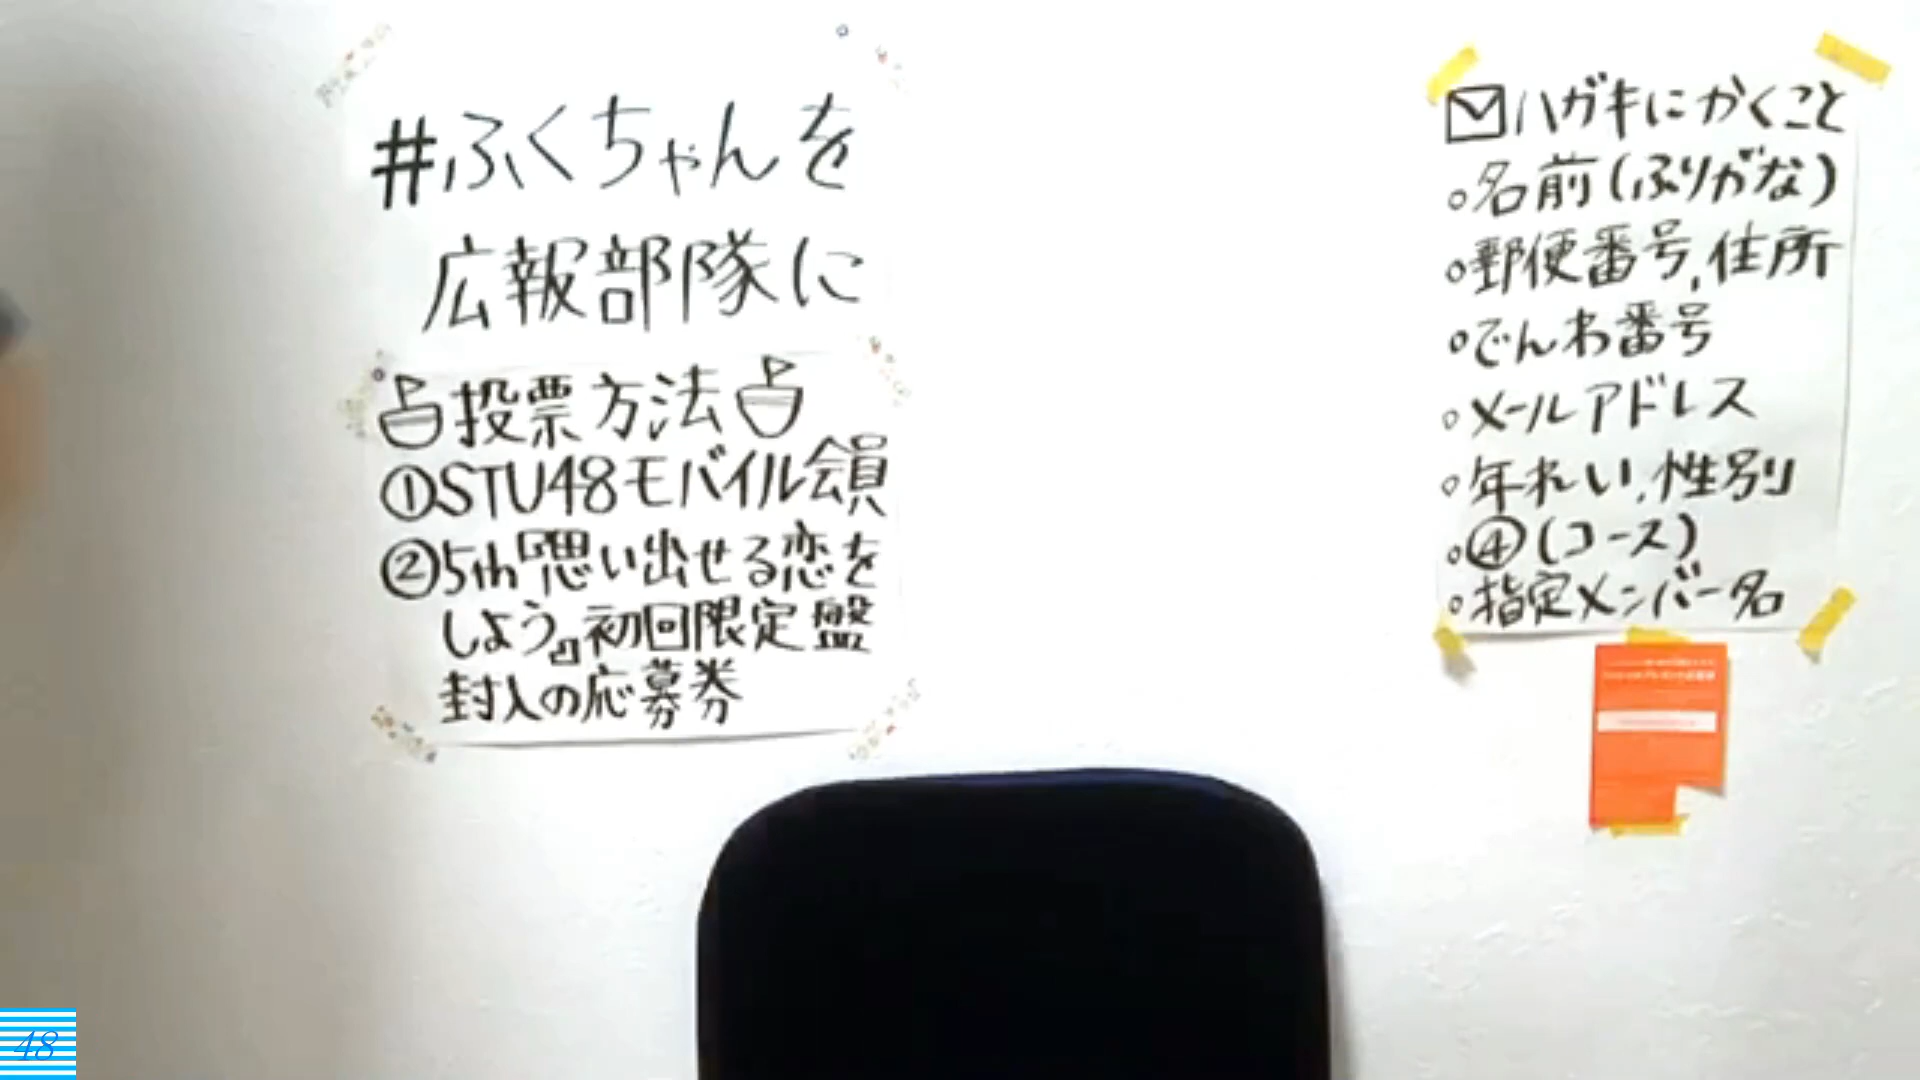 #ふくちゃんを
広報部隊に
投票方法
①STU48モバイル会員
②5th『思い出せる恋を
しよう』初回限定盤
封入の応募券
ハガキにかくこと
○名前(ふりがな)
○郵便番号,住所
○でんわ番号
○メールアドレス
○年れい,性別
○④(コース)
○指定メンバー名
48